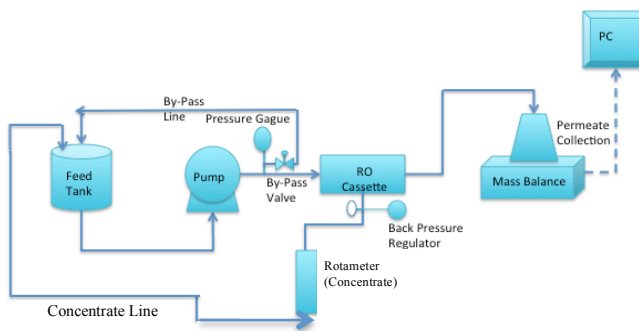 PC
By-Pass
Line
Pressure Gague
Permeate
Collection
Feed
Tank
Pump
By-Pass
Valve
RO
Cassette
Mass Balance
Back Pressure
Regulator
Rotameter
(Concentrate)
Concentrate Line